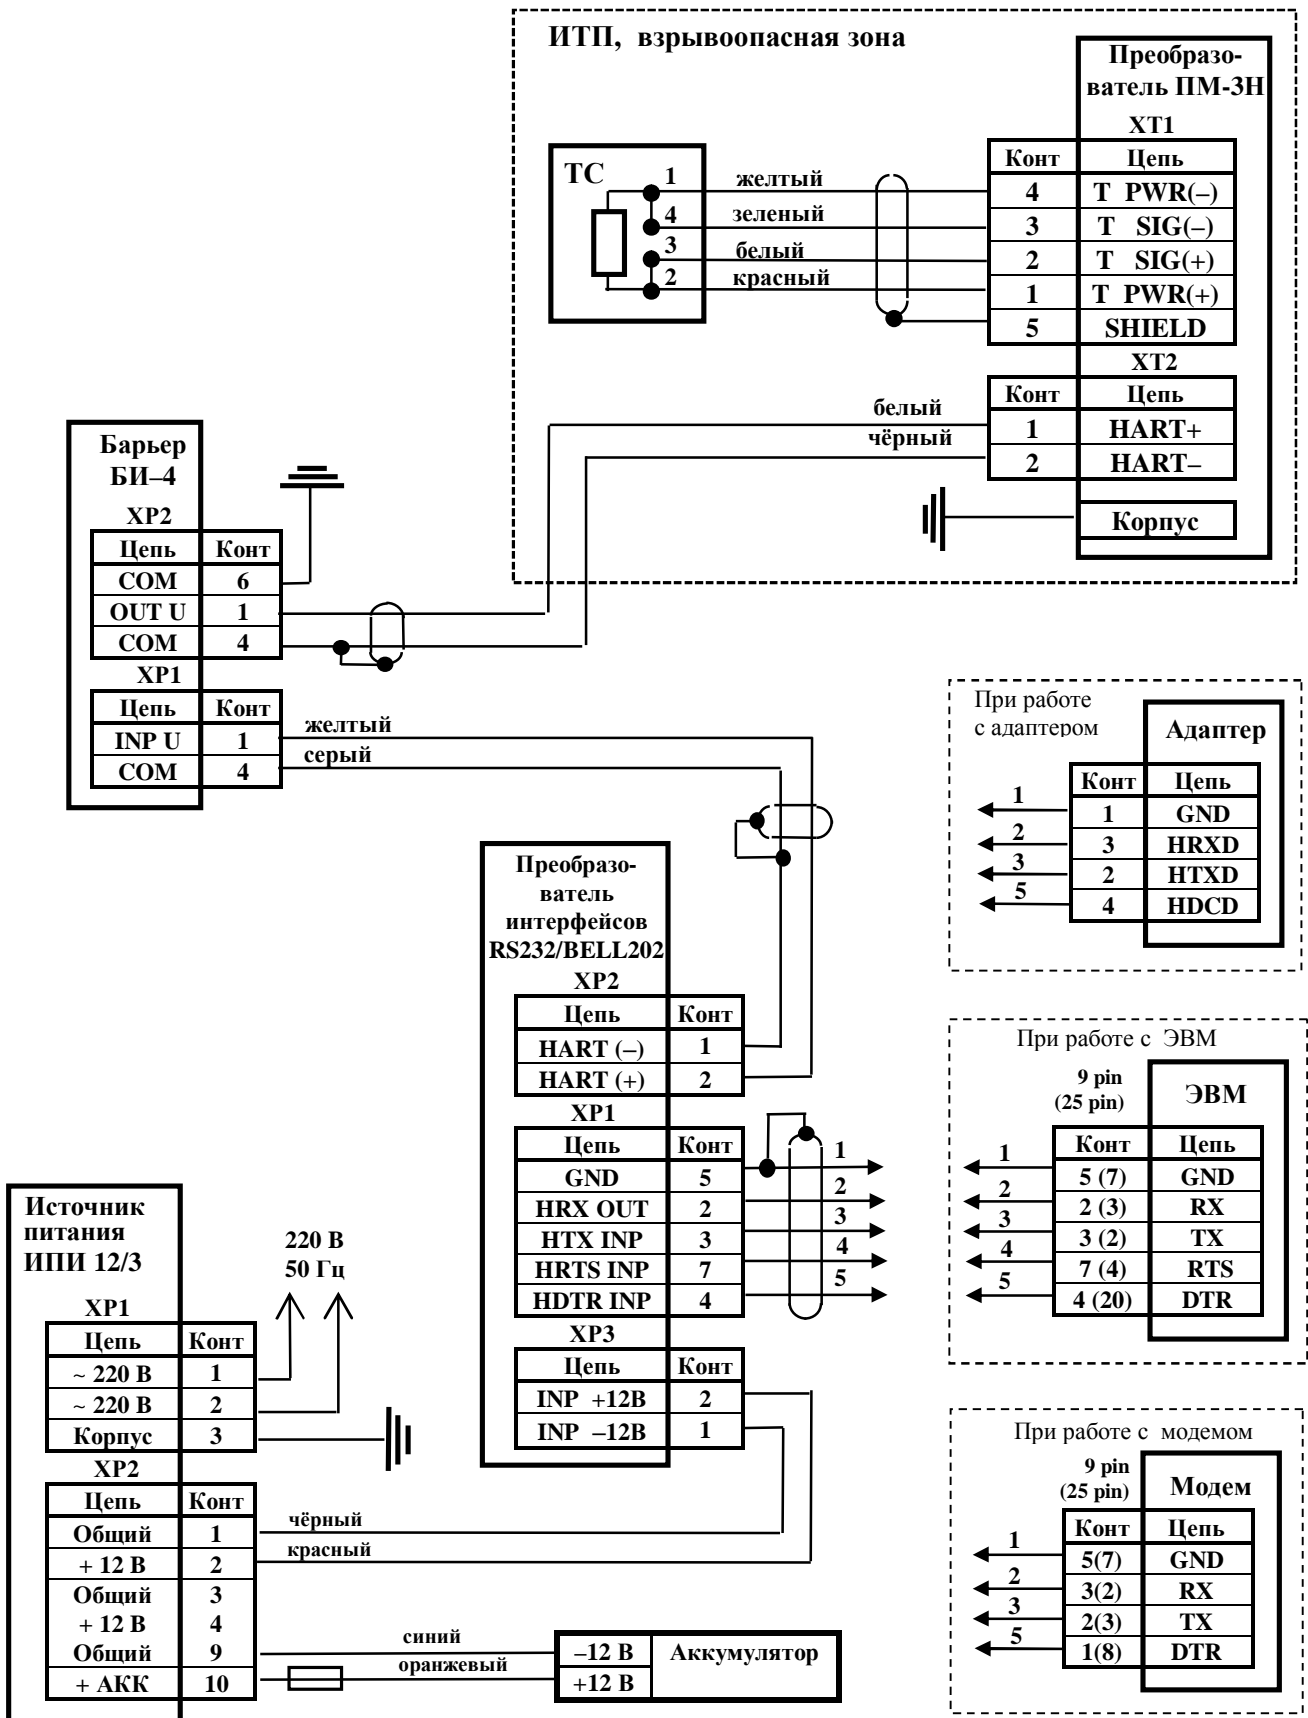 ИТП, взрывоопасная зона
Преобразо-
ватель ПМ-3Н
XT1
Конт Цепь
4 T PWR(–)
3 T SIG(–)
2 T SIG(+)
1 T PWR(+)
5 SHIELD
ТС
1 желтый
4 зеленый
3 белый
2 красный
XT2
Конт Цепь
1 HART+
2 HART–
Корпус
белый
чёрный
Барьер
БИ–4
XP2
Цепь Конт
COM 6
OUT U 1
COM 4
XP1
Цепь Конт
INP U 1
COM 4
желтый
серый
При работе
с адаптером
Адаптер
Конт Цепь
1 1 GND
2 3 HRXD
3 2 HTXD
5 4 HDCD
Преобразо-
ватель
интерфейсов
RS232/BELL202
XP2
Цепь Конт
HART (–) 1
HART (+) 2
XP1
Цепь Конт
GND 5 1
HRX OUT 2 2
HTX INP 3 3
HRTS INP 7 4
HDTR INP 4 5
XP3
Цепь Конт
INP +12В 2
INP –12В 1
При работе с ЭВМ
9 pin
(25 pin)
ЭВМ
Конт Цепь
1 5 (7) GND
2 2 (3) RX
3 3 (2) TX
4 7 (4) RTS
5 4 (20) DTR
Источник
питания
ИПИ 12/3
220 В
50 Гц
XP1
Цепь Конт
~ 220 В 1
~ 220 В 2
Корпус 3
XP2
Цепь Конт
Общий 1
+ 12 В 2
Общий 3
+ 12 В 4
Общий 9
+ АКК 10
чёрный
красный
синий
оранжевый
–12 В Аккумулятор
+12 В
При работе с модемом
9 pin
(25 pin)
Модем
Конт Цепь
1 5(7) GND
2 3(2) RX
3 2(3) TX
5 1(8) DTR